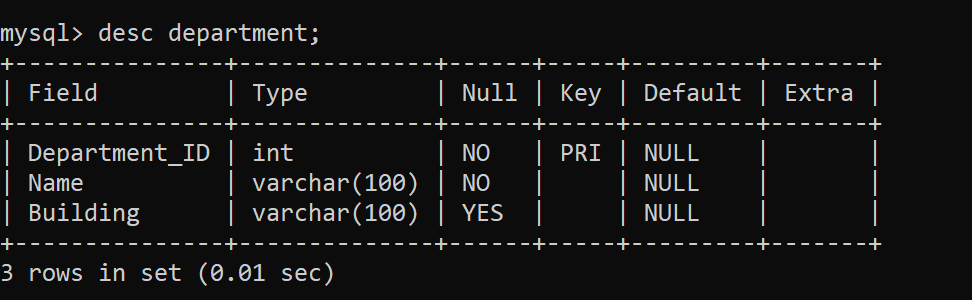 mysql> desc department;
+---------------+--------------+------+-----+---------+-------+
| Field         | Type         | Null | Key | Default | Extra |
+---------------+--------------+------+-----+---------+-------+
| Department_ID | int          | NO   | PRI | NULL    |       |
| Name          | varchar(100) | NO   |     | NULL    |       |
| Building      | varchar(100) | YES  |     | NULL    |       |
+---------------+--------------+------+-----+---------+-------+
3 rows in set (0.01 sec)